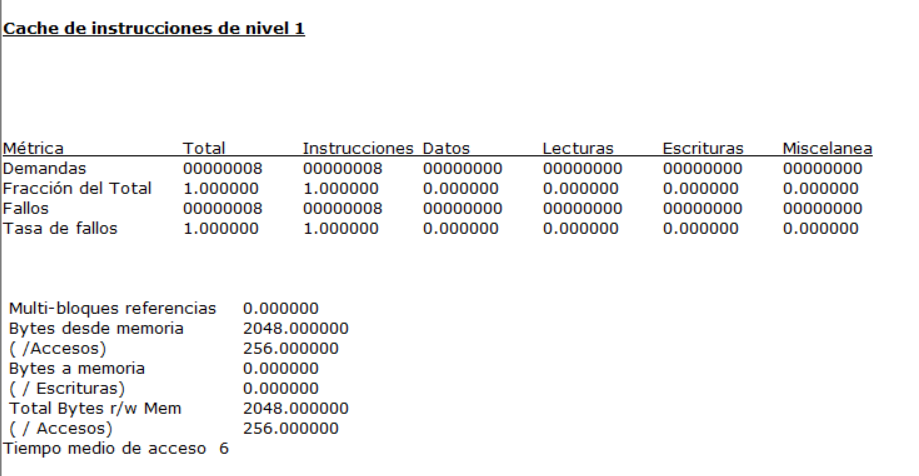 Cache de instrucciones de nivel 1
Métrica Total Instrucciones Datos Lecturas Escrituras Miscelanea
Demandas 00000008 00000008 00000000 00000000 00000000 00000000
Fracción del Total 1.000000 1.000000 0.000000 0.000000 0.000000 0.000000
Fallos 00000008 00000008 00000000 00000000 00000000 00000000
Tasa de fallos 1.000000 1.000000 0.000000 0.000000 0.000000 0.000000
Multi-bloques referencias 0.000000
Bytes desde memoria 2048.000000
( /Accesos) 256.000000
Bytes a memoria 0.000000
( / Escrituras) 0.000000
Total Bytes r/w Mem 2048.000000
( / Accesos) 256.000000
Tiempo medio de acceso 6